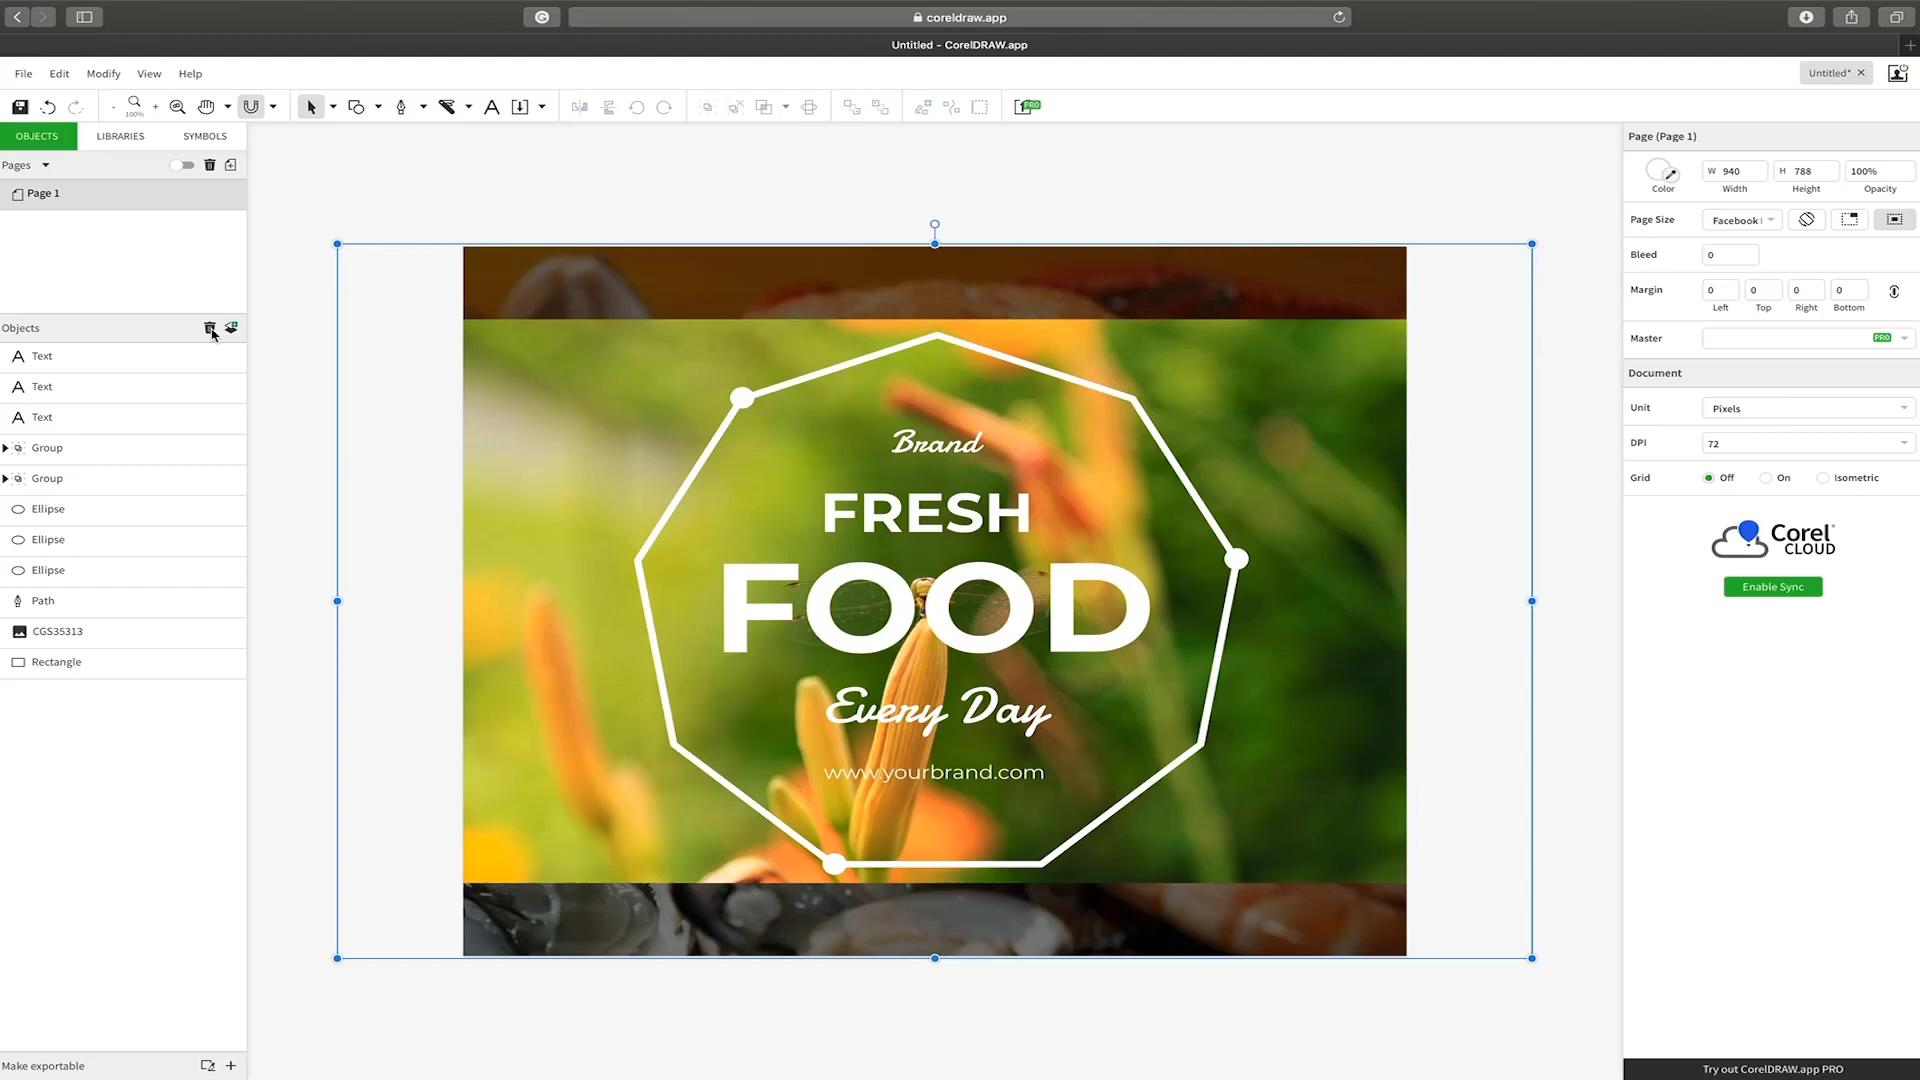 coreldraw.app
Untitled - CorelDRAW.app
File Edit Modify View Help
Untitled*
- 100% +
PRO
OBJECTS LIBRARIES SYMBOLS
Pages
Page 1
Objects
Text
Text
Text
Group
Group
Ellipse
Ellipse
Ellipse
Path
CGS35313
Rectangle
Make exportable
Brand
FRESH
FOOD
Every Day
www.yourbrand.com
Page (Page 1)
W 940 H 788 100%
Color Width Height Opacity
Page Size Facebook
Bleed 0
Margin 0 0 0 0
Left Top Right Bottom
Master PRO
Document
Unit Pixels
DPI 72
Grid Off On Isometric
Corel
CLOUD
Enable Sync
Try out CorelDRAW.app PRO